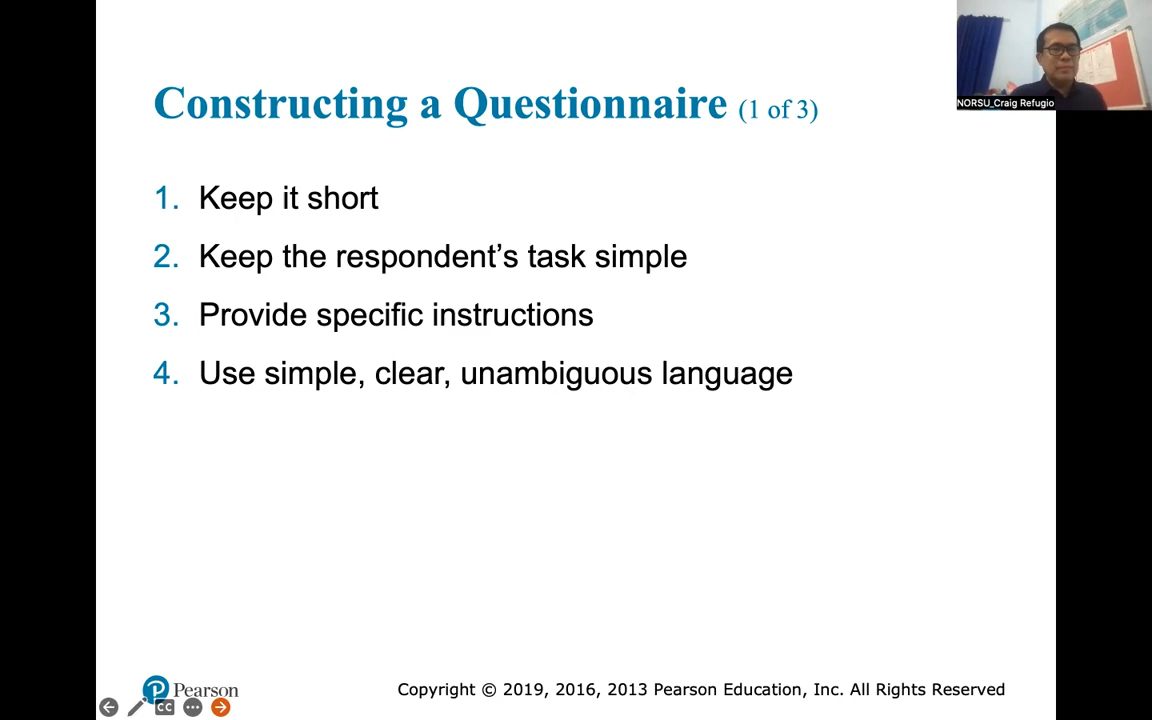 NORSU_Craig Refugio
Constructing a Questionnaire (1 of 3)
1. Keep it short
2. Keep the respondent’s task simple
3. Provide specific instructions
4. Use simple, clear, unambiguous language
P Pearson
Copyright © 2019, 2016, 2013 Pearson Education, Inc. All Rights Reserved
CC